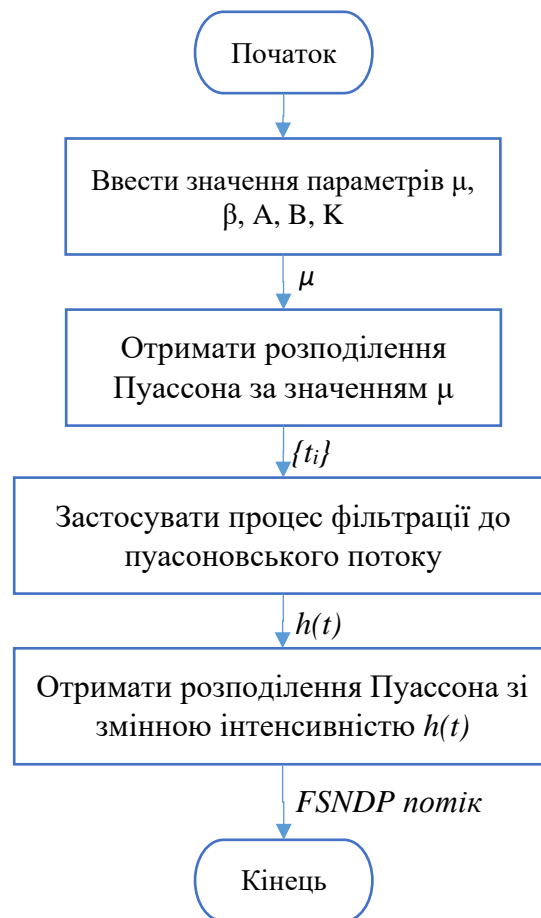 Початок
Ввести значення параметрів μ,
β, A, B, K
μ
Отримати розподілення
Пуассона за значенням μ
{tᵢ}
Застосувати процес фільтрації до
пуасоновського потоку
h(t)
Отримати розподілення Пуассона зі
змінною інтенсивністю h(t)
FSNDP потік
Кінець